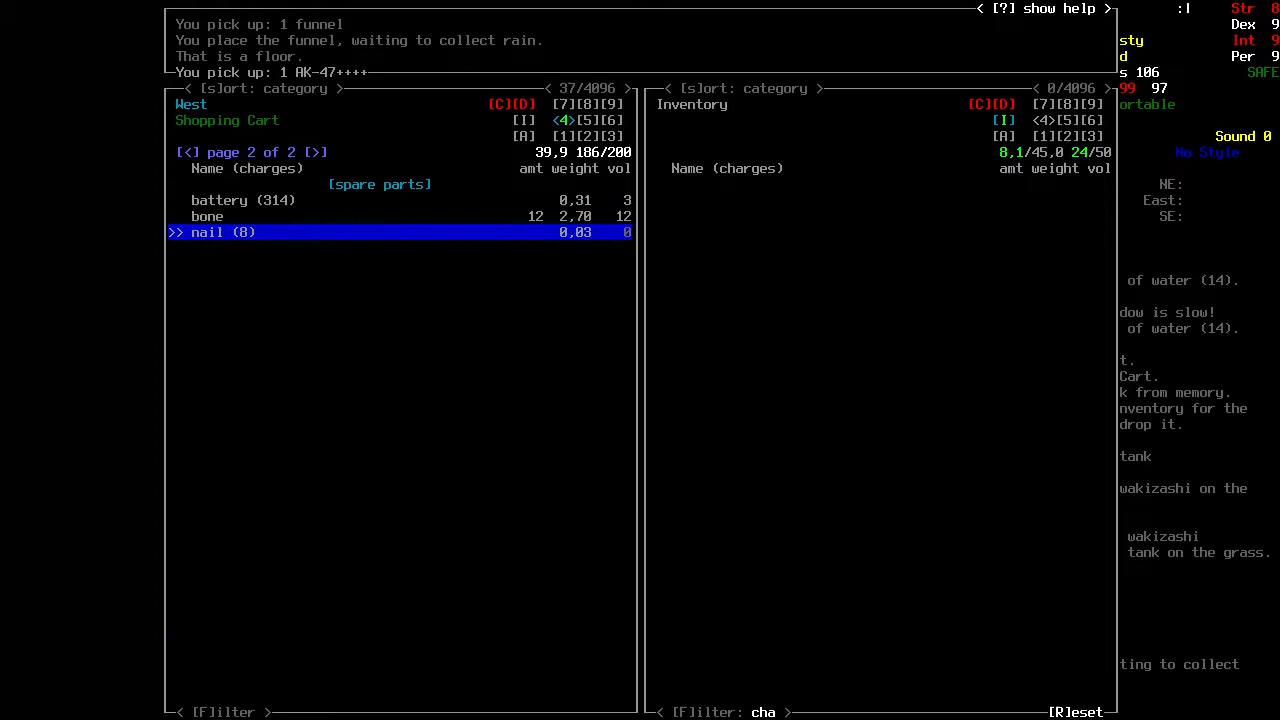 < [?] show help >
:| Str 8
You pick up: 1 funnel
Dex 9
You place the funnel, waiting to collect rain.
sty Int 9
That is a floor.
d Per 9
You pick up: 1 AK-47++++
s 106 SAFE
< [s]ort: category > < 37/4096 >
< [s]ort: category > < 0/4096 >
99 97
West [C][D] [7][8][9]
Inventory [C][D] [7][8][9]
ortable
Shopping Cart [I] <4>[5][6]
[I] <4>[5][6]
[A] [1][2][3]
[A] [1][2][3]
Sound 0
[<] page 2 of 2 [>] 39,9 186/200
8,1/45,0 24/50
No Style
Name (charges) amt weight vol
Name (charges) amt weight vol
[spare parts]
NE:
battery (314) 0,31 3
East:
bone 12 2,70 12
SE:
>> nail (8) 0,03 0
of water (14).
dow is slow!
of water (14).
t.
Cart.
k from memory.
nventory for the
drop it.
tank
wakizashi on the
wakizashi
tank on the grass.
ting to collect
< [F]ilter >
< [F]ilter: cha >
[R]eset